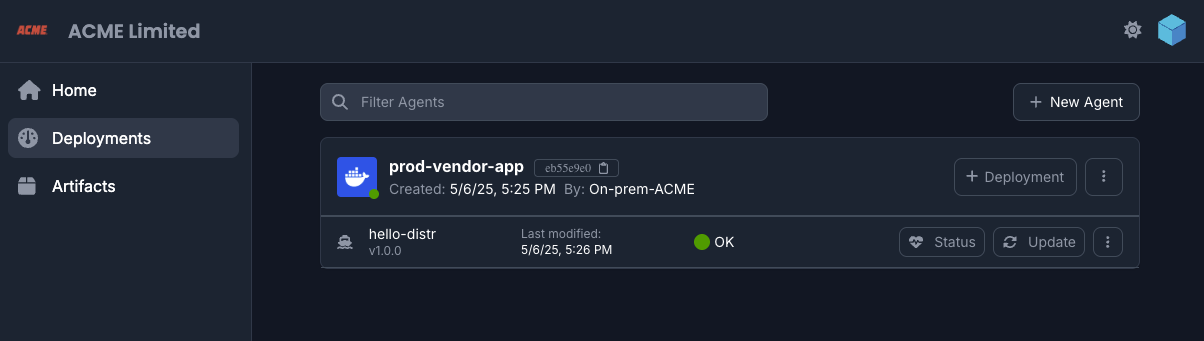 ACME ACME Limited
Home
Deployments
Artifacts
Filter Agents
New Agent
prod-vendor-app eb55e9e0
Created: 5/6/25, 5:25 PM By: On-prem-ACME
Deployment
hello-distr
v1.0.0
Last modified:
5/6/25, 5:26 PM
OK
Status
Update